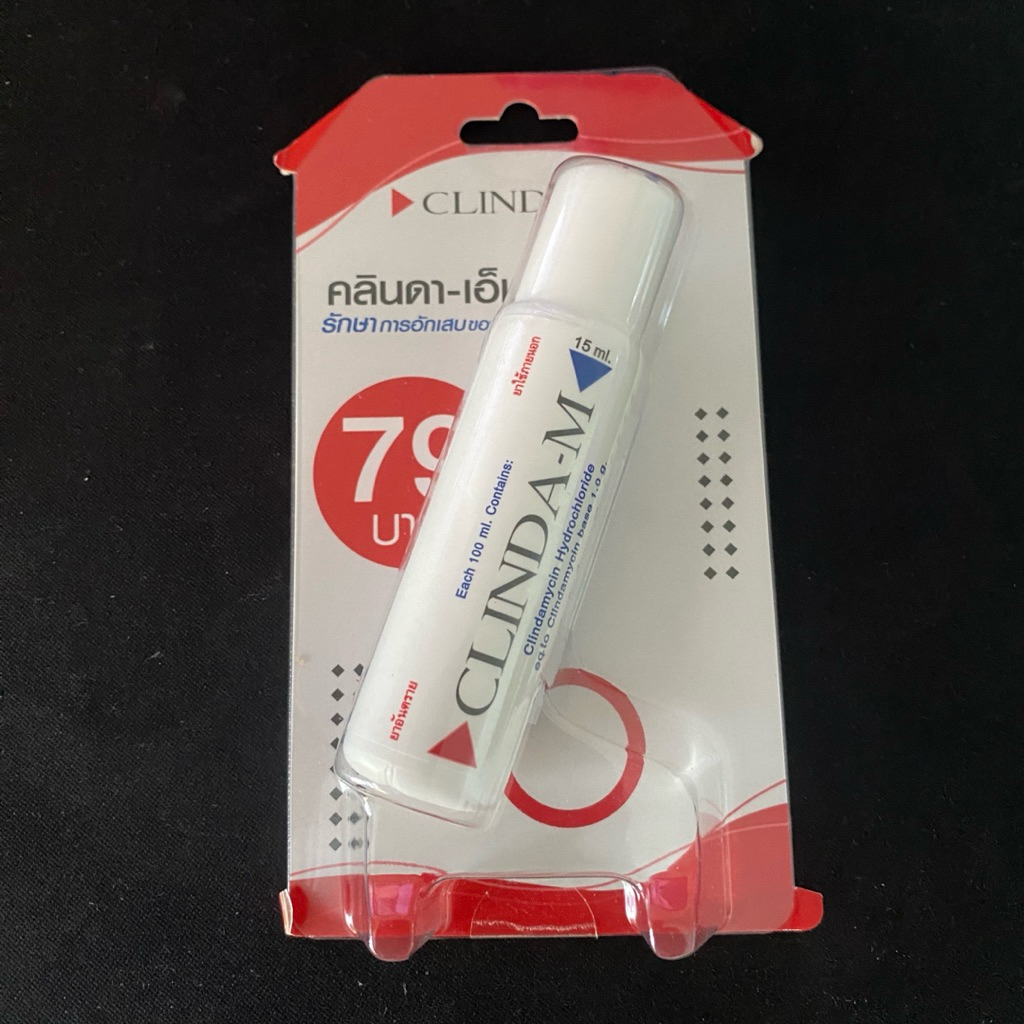 CLIND
คลินดา-เอ็
รักษาการอักเสบขอ
79
บา
ยาใช้ภายนอก
15 ml.
CLINDA-M
Each 100 ml. Contains:
Clindamycin Hydrochloride
eq.to Clindamycin base 1.0 g.
ยาอันตราย